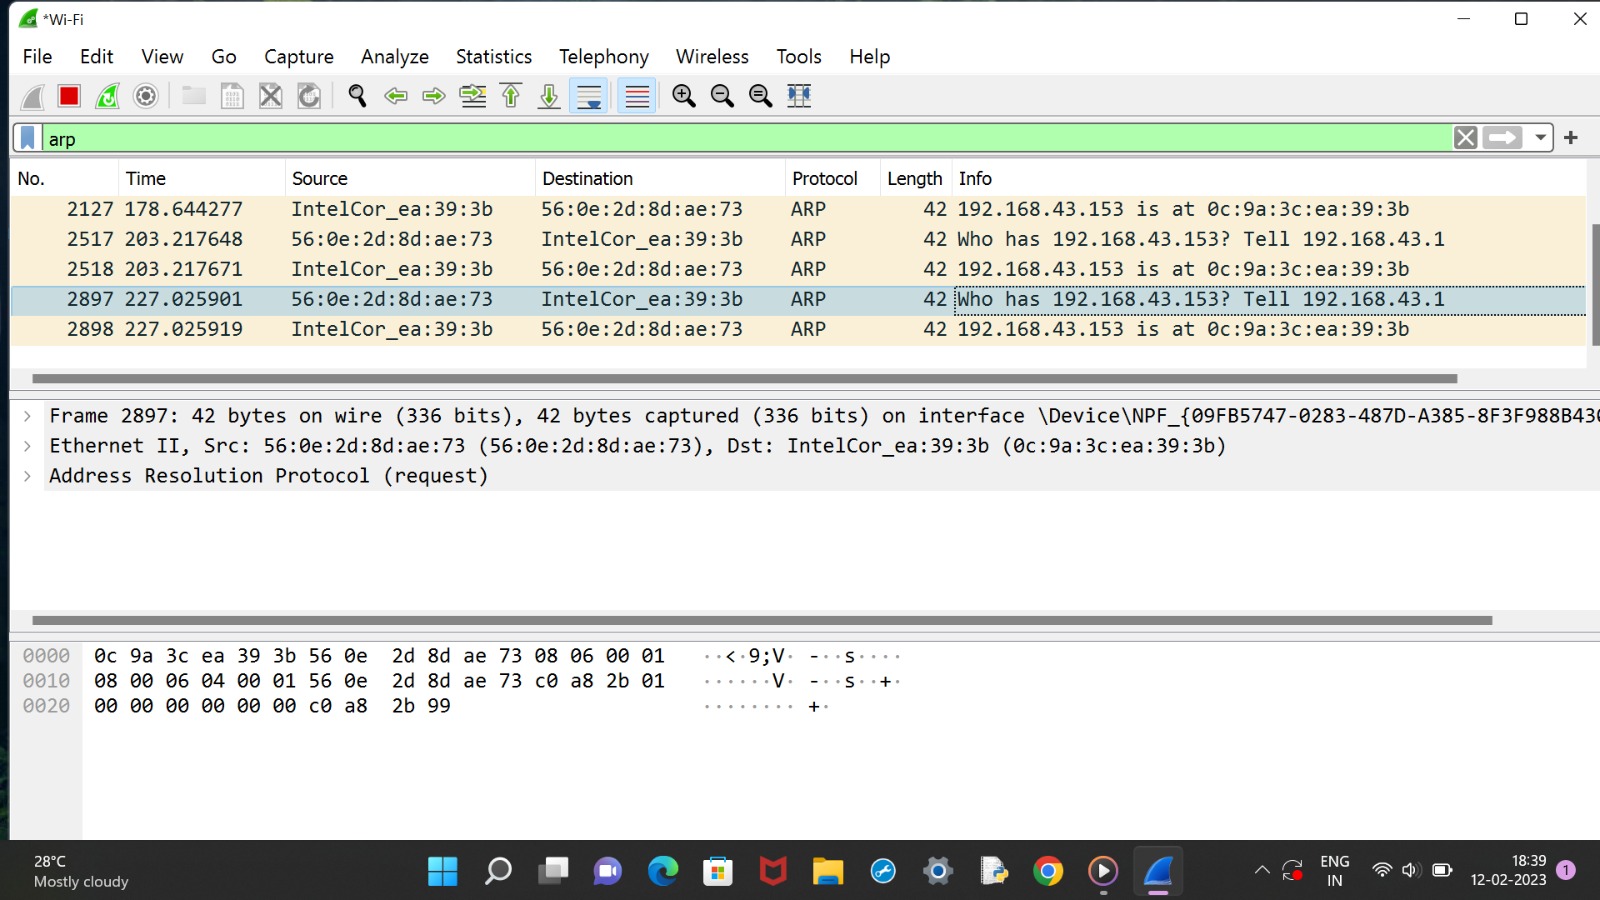 *Wi-Fi
File Edit View Go Capture Analyze Statistics Telephony Wireless Tools Help
arp
No. Time Source Destination Protocol Length Info
2127 178.644277 IntelCor_ea:39:3b 56:0e:2d:8d:ae:73 ARP 42 192.168.43.153 is at 0c:9a:3c:ea:39:3b
2517 203.217648 56:0e:2d:8d:ae:73 IntelCor_ea:39:3b ARP 42 Who has 192.168.43.153? Tell 192.168.43.1
2518 203.217671 IntelCor_ea:39:3b 56:0e:2d:8d:ae:73 ARP 42 192.168.43.153 is at 0c:9a:3c:ea:39:3b
2897 227.025901 56:0e:2d:8d:ae:73 IntelCor_ea:39:3b ARP 42 Who has 192.168.43.153? Tell 192.168.43.1
2898 227.025919 IntelCor_ea:39:3b 56:0e:2d:8d:ae:73 ARP 42 192.168.43.153 is at 0c:9a:3c:ea:39:3b
Frame 2897: 42 bytes on wire (336 bits), 42 bytes captured (336 bits) on interface \Device\NPF_{09FB5747-0283-487D-A385-8F3F988B43
Ethernet II, Src: 56:0e:2d:8d:ae:73 (56:0e:2d:8d:ae:73), Dst: IntelCor_ea:39:3b (0c:9a:3c:ea:39:3b)
Address Resolution Protocol (request)
0000 0c 9a 3c ea 39 3b 56 0e 2d 8d ae 73 08 06 00 01 ··<·9;V· -··s····
0010 08 00 06 04 00 01 56 0e 2d 8d ae 73 c0 a8 2b 01 ······V· -··s··+·
0020 00 00 00 00 00 00 c0 a8 2b 99 ········ +·
28°C
Mostly cloudy
ENG
IN
18:39
12-02-2023
1